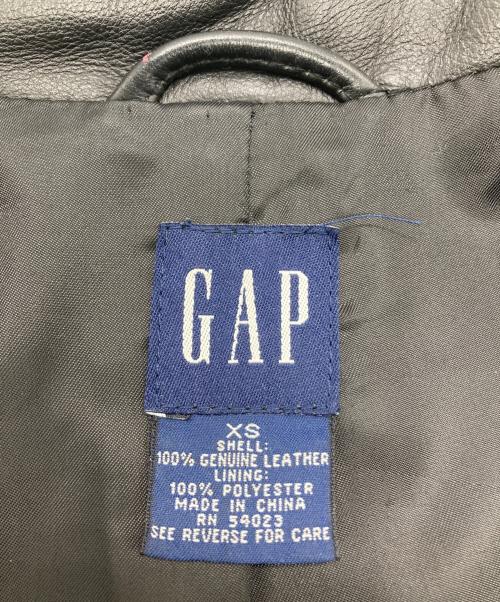 GAP
XS
SHELL:
100% GENUINE LEATHER
LINING:
100% POLYESTER
MADE IN CHINA
RN 54023
SEE REVERSE FOR CARE